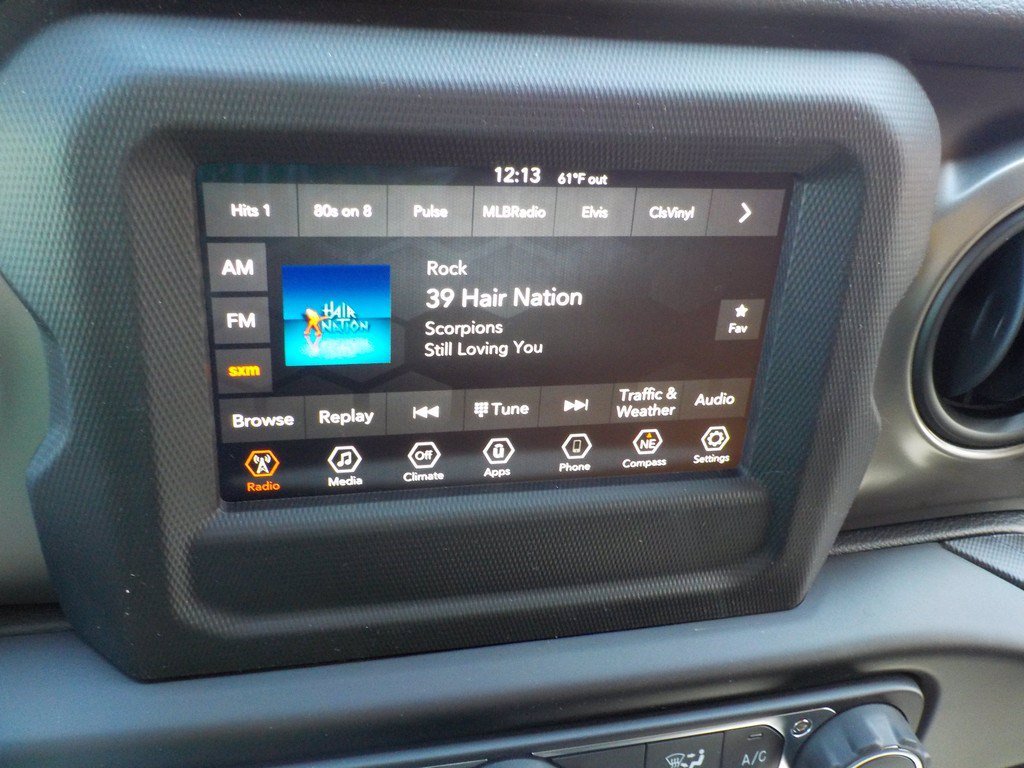 12:13 61°F out
Hits 1 80s on 8 Pulse MLBRadio Elvis ClsVinyl
AM
FM
sxm
HAIR
NATION
Rock
39 Hair Nation
Scorpions
Still Loving You
Fav
Browse Replay Tune Traffic & Weather Audio
Radio
Media
Off
Climate
Apps
Phone
NE
Compass
Settings
A/C